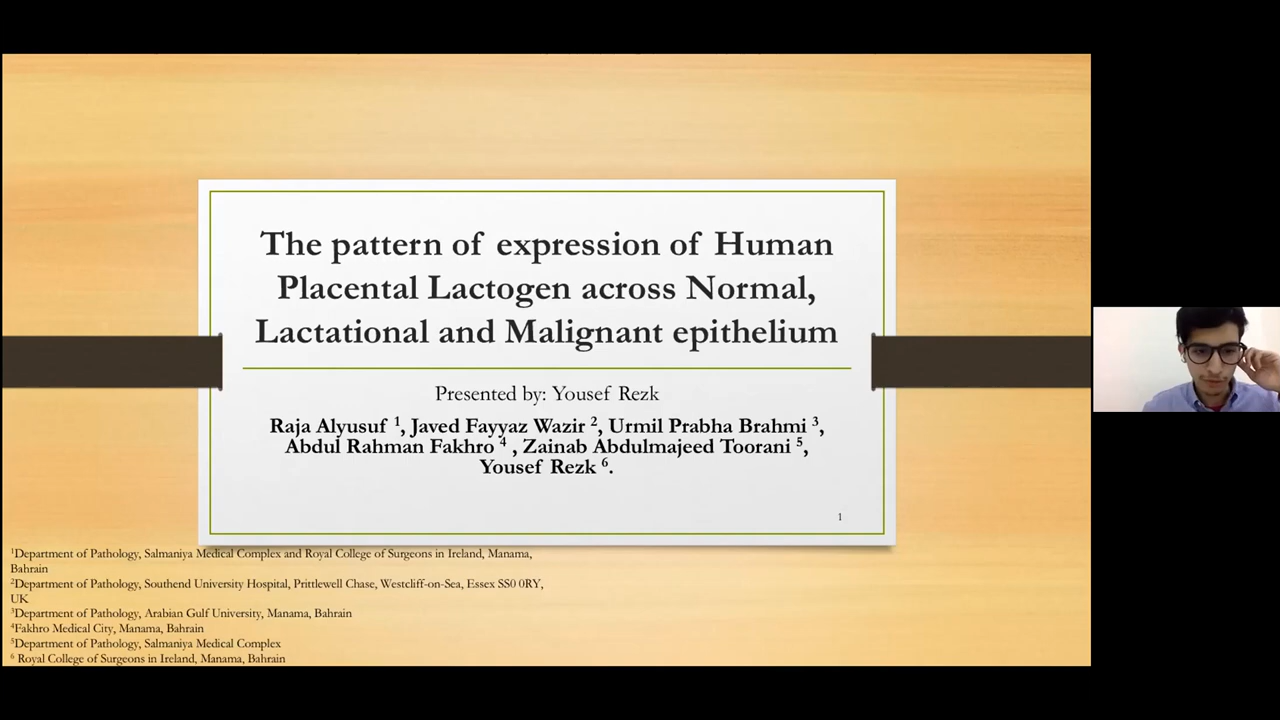 The pattern of expression of Human
Placental Lactogen across Normal,
Lactational and Malignant epithelium
Presented by: Yousef Rezk
Raja Alyusuf ¹, Javed Fayyaz Wazir ², Urmil Prabha Brahmi ³,
Abdul Rahman Fakhro ⁴ , Zainab Abdulmajeed Toorani ⁵,
Yousef Rezk ⁶.
1
¹Department of Pathology, Salmaniya Medical Complex and Royal College of Surgeons in Ireland, Manama,
Bahrain
²Department of Pathology, Southend University Hospital, Prittlewell Chase, Westcliff-on-Sea, Essex SS0 0RY,
UK
³Department of Pathology, Arabian Gulf University, Manama, Bahrain
⁴Fakhro Medical City, Manama, Bahrain
⁵Department of Pathology, Salmaniya Medical Complex
⁶ Royal College of Surgeons in Ireland, Manama, Bahrain